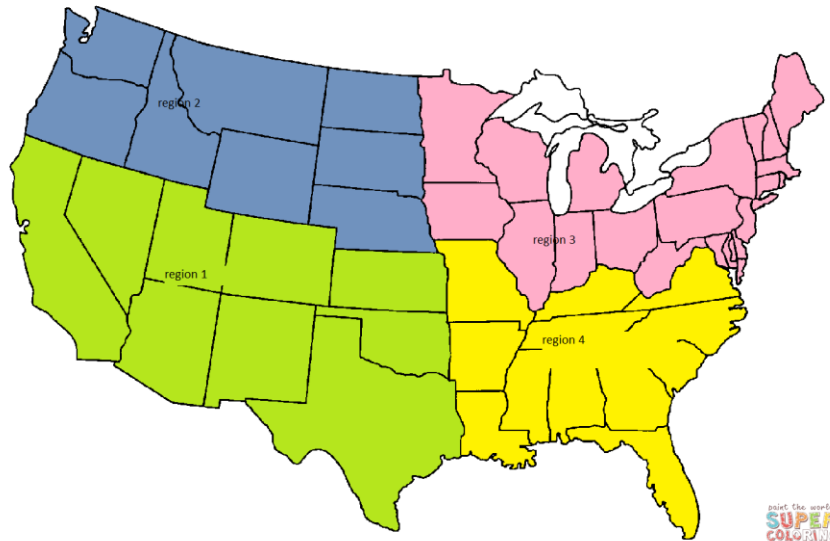 region 2
region 3
region 1
region 4
paint the world
SUPER
COLORING